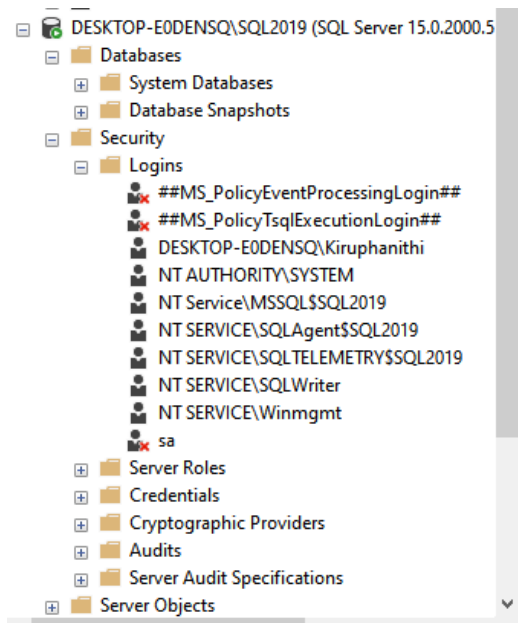 DESKTOP-E0DENSQ\SQL2019 (SQL Server 15.0.2000.5
Databases
System Databases
Database Snapshots
Security
Logins
##MS_PolicyEventProcessingLogin##
##MS_PolicyTsqlExecutionLogin##
DESKTOP-E0DENSQ\Kiruphanithi
NT AUTHORITY\SYSTEM
NT Service\MSSQL$SQL2019
NT SERVICE\SQLAgent$SQL2019
NT SERVICE\SQLTELEMETRY$SQL2019
NT SERVICE\SQLWriter
NT SERVICE\Winmgmt
sa
Server Roles
Credentials
Cryptographic Providers
Audits
Server Audit Specifications
Server Objects